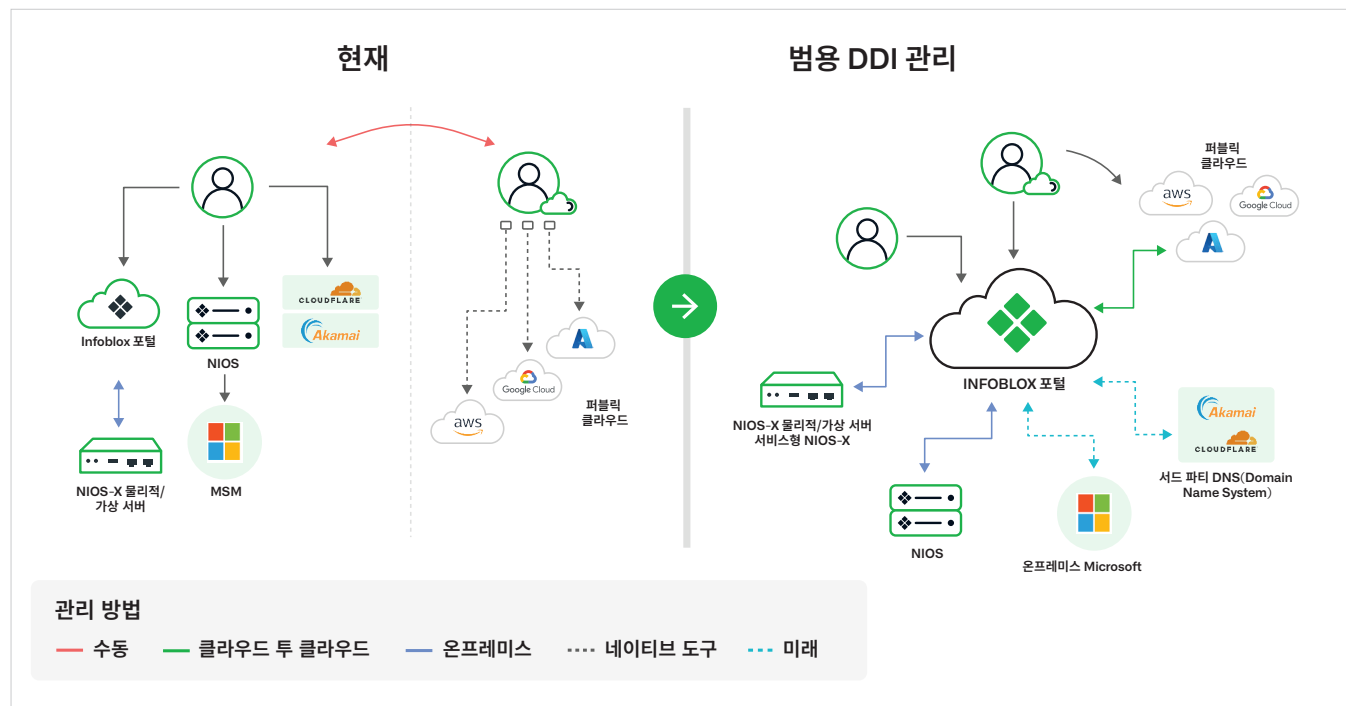 현재
범용 DDI 관리
CLOUDFLARE
Akamai
Infoblox 포털
NIOS
NIOS-X 물리적/
가상 서버
MSM
Google Cloud
aws
퍼블릭
클라우드
퍼블릭
클라우드
aws
Google Cloud
INFOBLOX 포털
NIOS-X 물리적/가상 서버
서비스형 NIOS-X
NIOS
온프레미스 Microsoft
Akamai
CLOUDFLARE
서드 파티 DNS(Domain
Name System)
관리 방법
수동
클라우드 투 클라우드
온프레미스
네이티브 도구
미래